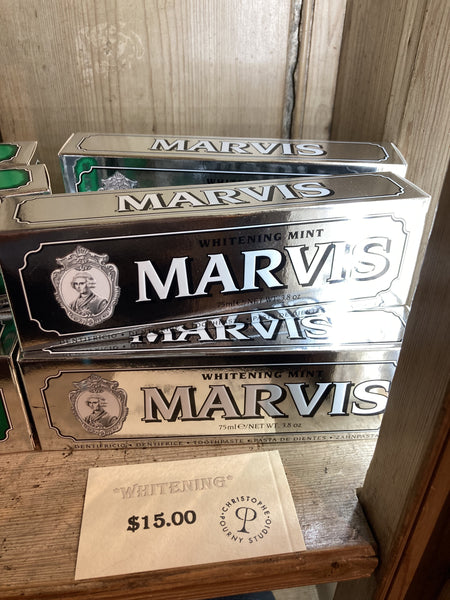 MARVIS
MARVIS
WHITENING MINT
MARVIS
75ml e/NET WT. 3.8 oz
MARVIS
WHITENING MINT
MARVIS
75ml e/NET WT. 3.8 oz
DENTIFRICIO • DENTIFRICE • TOOTHPASTE • PASTA DE DIENTES • ZAHNPASTA
"WHITENING"
$15.00
• CHRISTOPHE •
POURNY STUDIO
CP